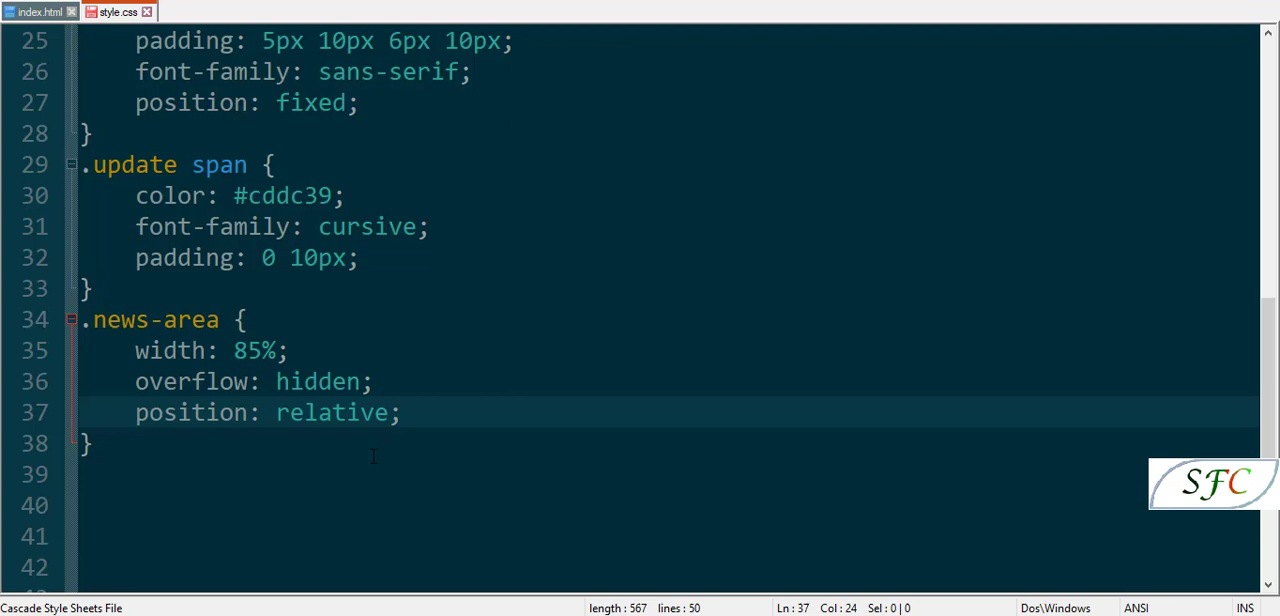 index.html style.css
25 padding: 5px 10px 6px 10px;
26 font-family: sans-serif;
27 position: fixed;
28 }
29 .update span {
30 color: #cddc39;
31 font-family: cursive;
32 padding: 0 10px;
33 }
34 .news-area {
35 width: 85%;
36 overflow: hidden;
37 position: relative;
38 }
39
40
41
42
SFC
Cascade Style Sheets File length : 567 lines : 50 Ln : 37 Col : 24 Sel : 0 | 0 Dos\Windows ANSI INS